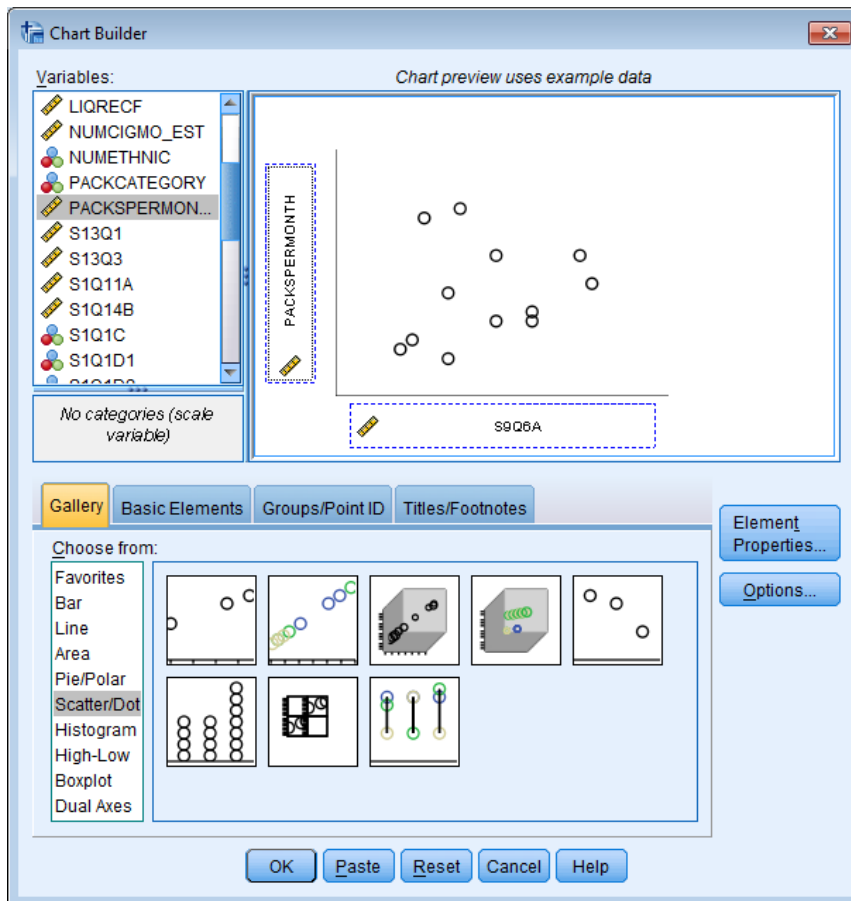 Chart Builder
Variables:
Chart preview uses example data
LIQRECF
NUMCIGMO_EST
NUMETHNIC
PACKCATEGORY
PACKSPERMON...
S13Q1
S13Q3
S1Q11A
S1Q14B
S1Q1C
S1Q1D1
No categories (scale
variable)
PACKSPERMONTH
S9Q6A
Gallery
Basic Elements
Groups/Point ID
Titles/Footnotes
Choose from:
Favorites
Bar
Line
Area
Pie/Polar
Scatter/Dot
Histogram
High-Low
Boxplot
Dual Axes
Element
Properties...
Options...
OK
Paste
Reset
Cancel
Help